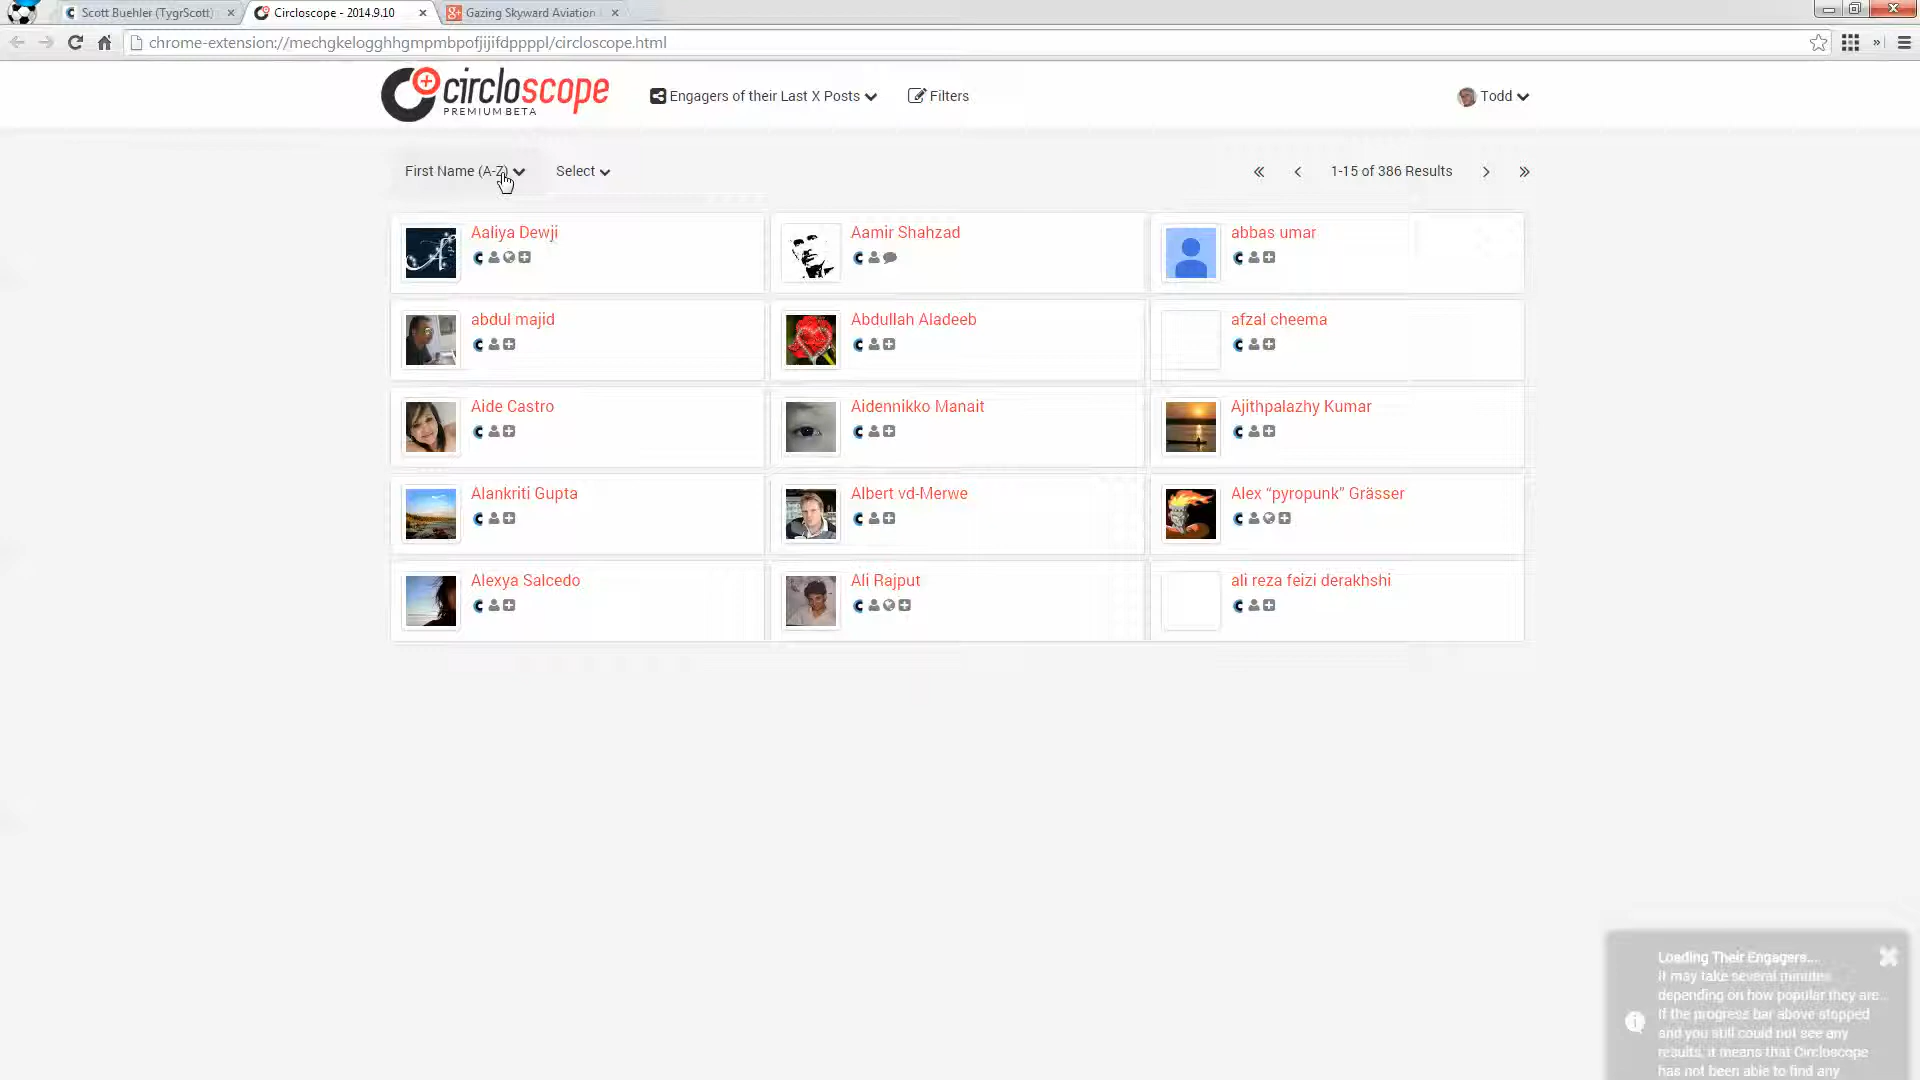 Scott Buehler (TygrScott)
Circloscope - 2014.9.10
Gazing Skyward Aviation
chrome-extension://mechgkelogghhgmpmbpofjijifdppppl/circloscope.html
circloscope
PREMIUM BETA
Engagers of their Last X Posts
Filters
Todd
First Name (A-Z)
Select
1-15 of 386 Results
Aaliya Dewji
Aamir Shahzad
abbas umar
abdul majid
Abdullah Aladeeb
afzal cheema
Aide Castro
Aidennikko Manait
Ajithpalazhy Kumar
Alankriti Gupta
Albert vd-Merwe
Alex “pyropunk” Grässer
Alexya Salcedo
Ali Rajput
ali reza feizi derakhshi
Loading Their Engagers...
It may take several minutes
depending on how popular they are.
If the progress bar above stopped
and you still could not see any
results, it means that Circloscope
has not been able to find any